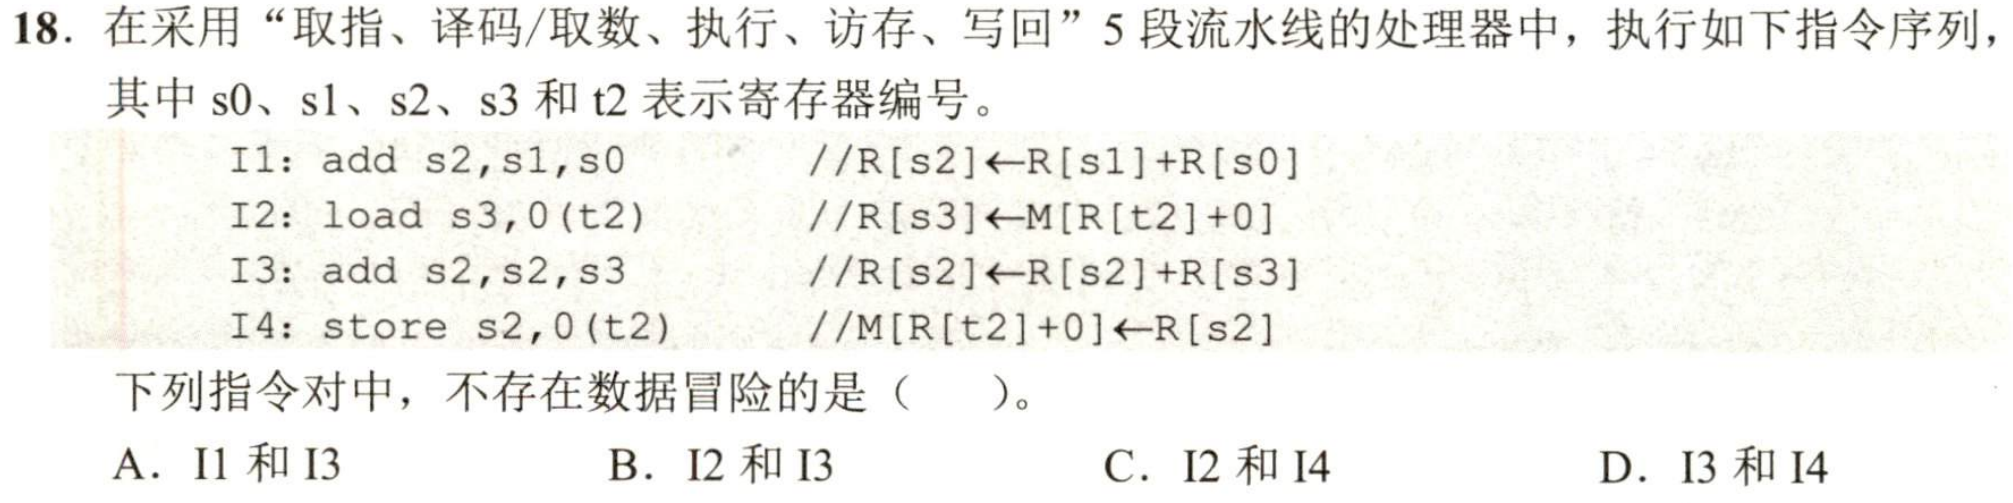 18. 在采用“取指、译码/取数、执行、访存、写回”5 段流水线的处理器中，执行如下指令序列，
其中 s0、s1、s2、s3 和 t2 表示寄存器编号。
I1: add s2,s1,s0 //R[s2]←R[s1]+R[s0]
I2: load s3,0(t2) //R[s3]←M[R[t2]+0]
I3: add s2,s2,s3 //R[s2]←R[s2]+R[s3]
I4: store s2,0(t2) //M[R[t2]+0]←R[s2]
下列指令对中，不存在数据冒险的是（ ）。
A. I1 和 I3 B. I2 和 I3 C. I2 和 I4 D. I3 和 I4